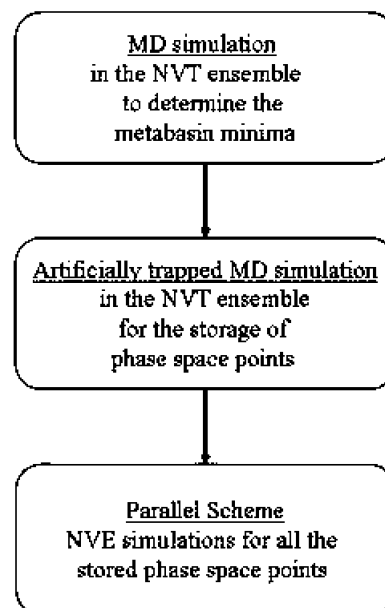 MD simulation
in the NVT ensemble
to determine the
metabasin minima
Artificially trapped MD simulation
in the NVT ensemble
for the storage of
phase space points
Parallel Scheme
NVE simulations for all the
stored phase space points